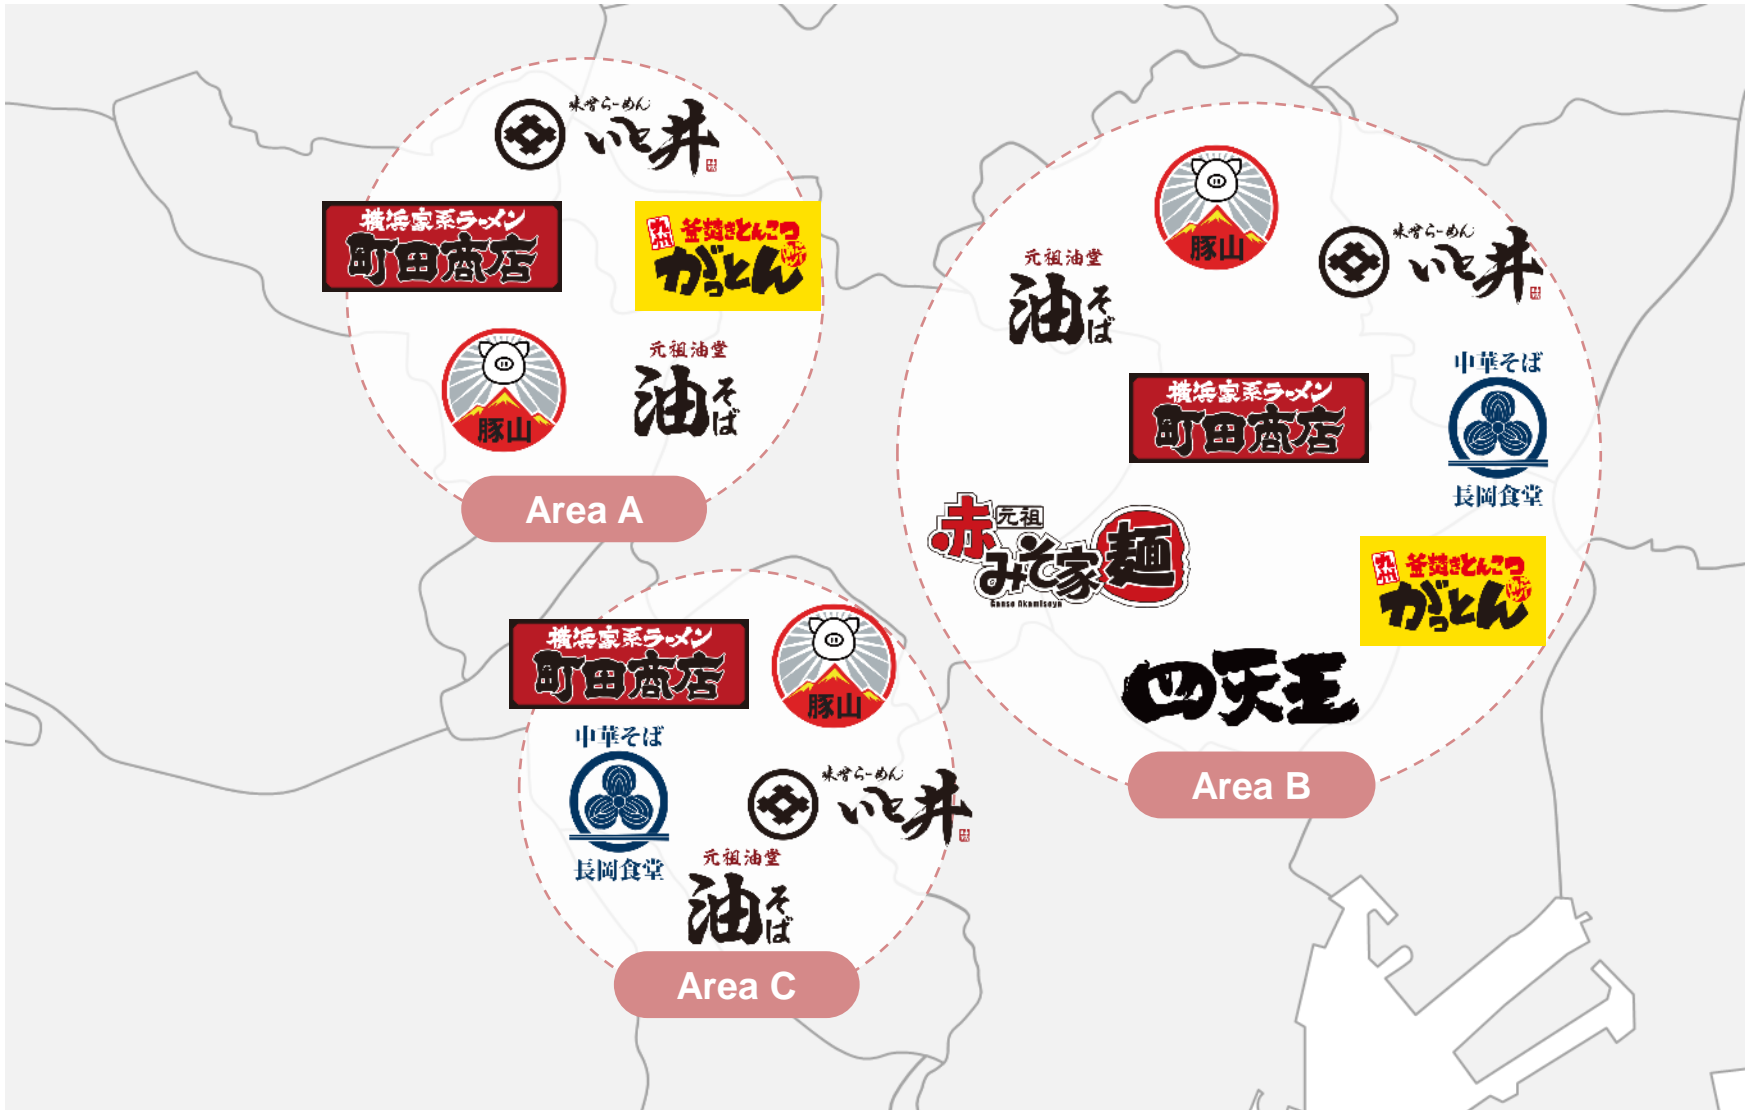 味噌らーめん
いと井
横浜家系ラーメン
町田商店
九州
釜焚きとんこつ
がっとん
豚山
元祖油堂
油そば
Area A
豚山
味噌らーめん
いと井
元祖油堂
油そば
横浜家系ラーメン
町田商店
中華そば
長岡食堂
元祖
赤みそ家麺
Ganso Akamisoya
九州
釜焚きとんこつ
がっとん
四天王
Area B
横浜家系ラーメン
町田商店
豚山
中華そば
長岡食堂
味噌らーめん
いと井
元祖油堂
油そば
Area C